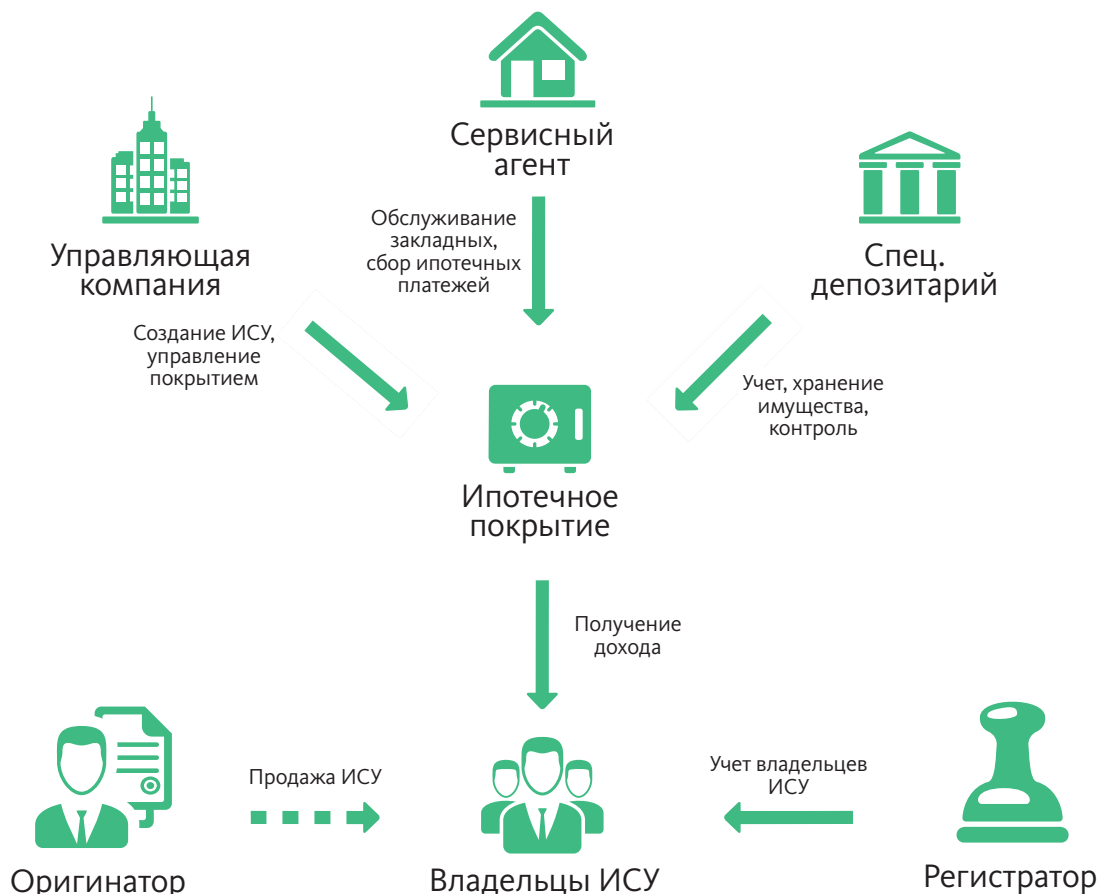 Сервисный
агент
Управляющая
компания
Спец.
депозитарий
Обслуживание
закладных,
сбор ипотечных
платежей
Создание ИСУ,
управление
покрытием
Учет, хранение
имущества,
контроль
Ипотечное
покрытие
Получение
дохода
Продажа ИСУ
Учет владельцев
ИСУ
Оригинатор
Владельцы ИСУ
Регистратор